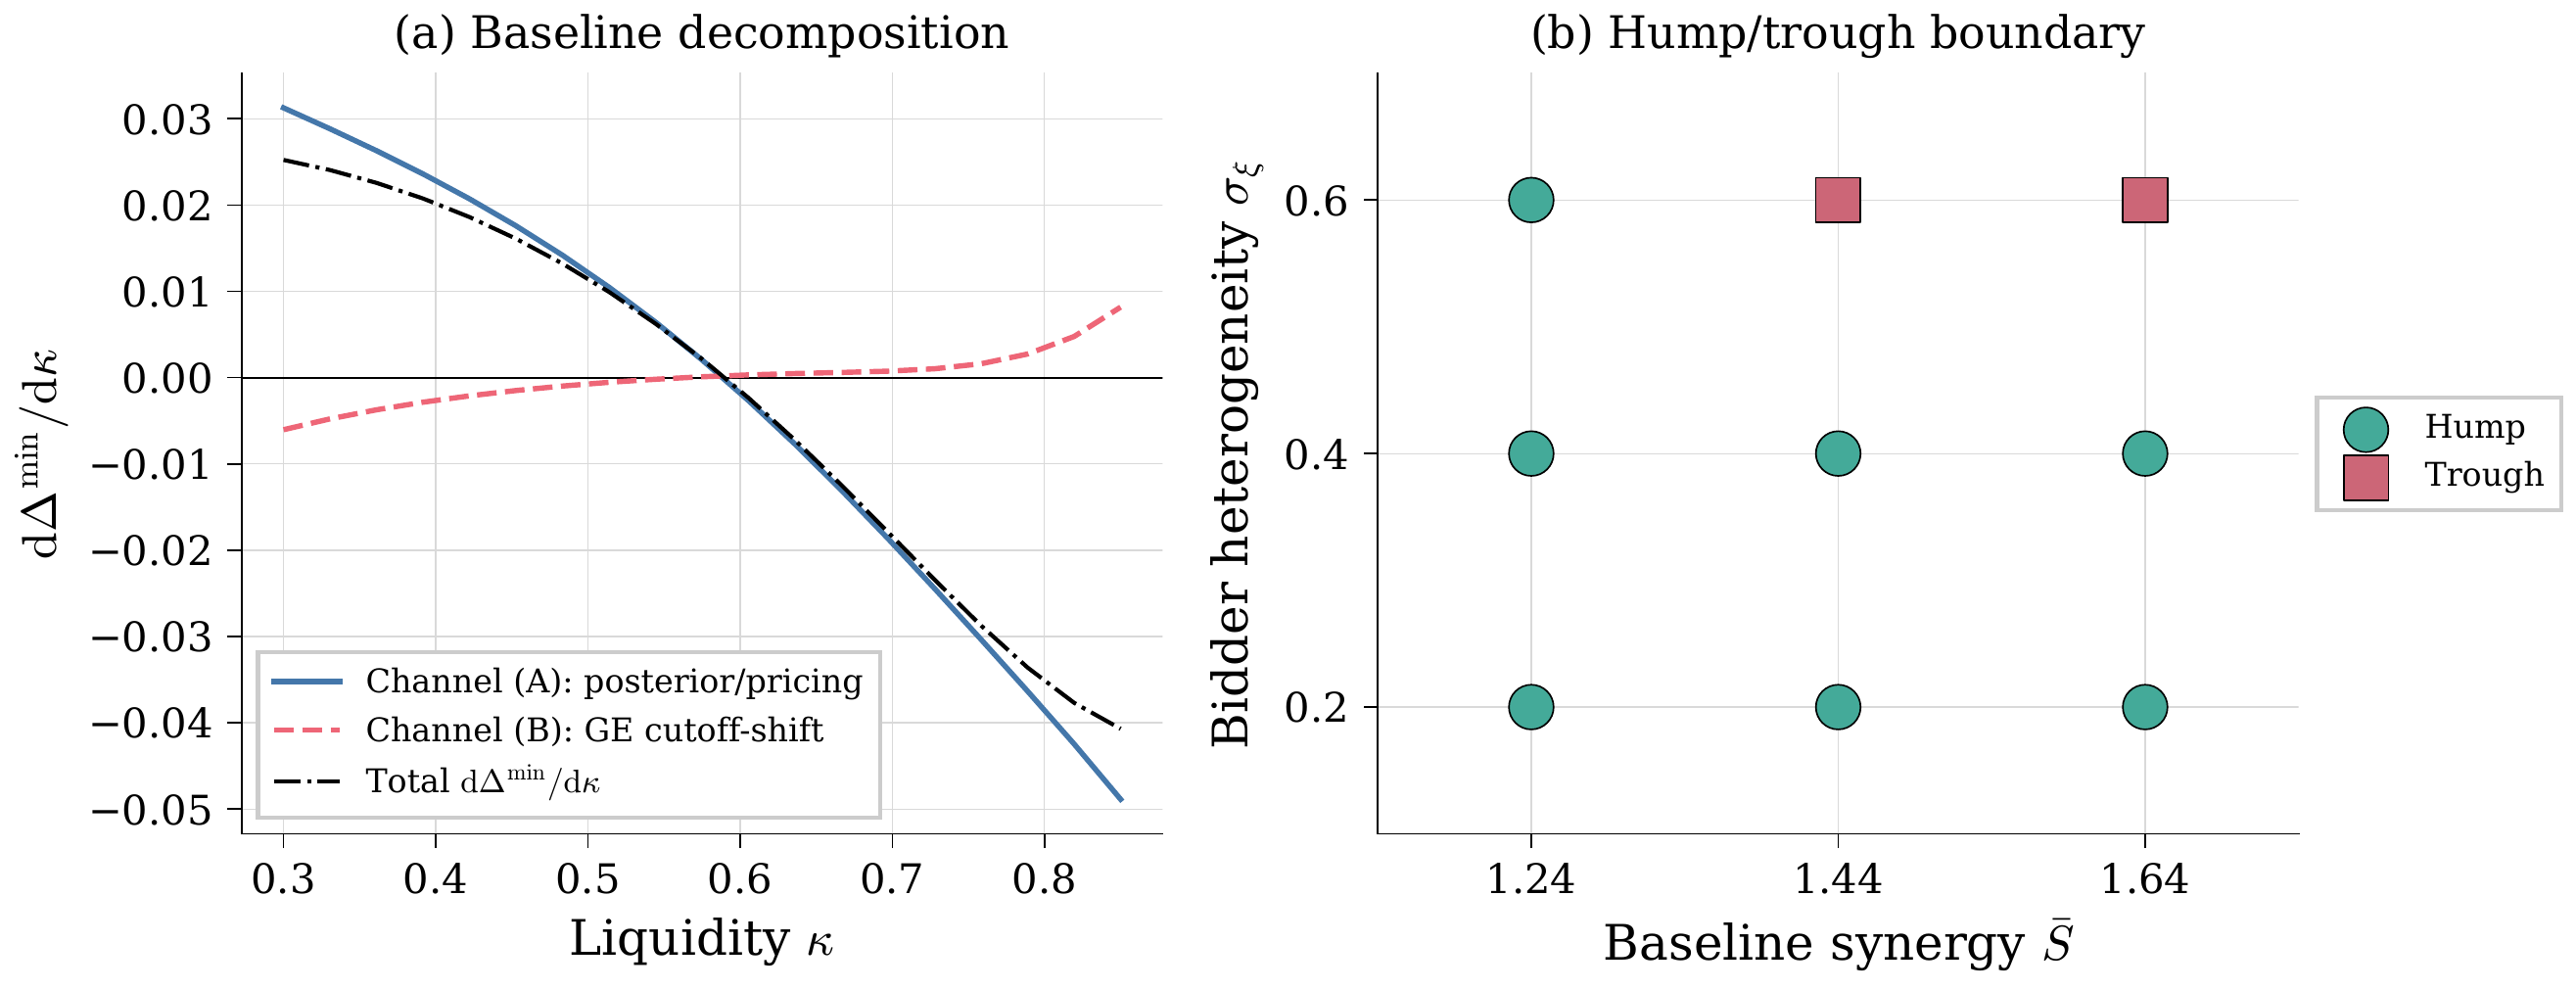 (a) Baseline decomposition
dΔ^min/dκ
0.03
0.02
0.01
0.00
−0.01
−0.02
−0.03
−0.04
−0.05
Channel (A): posterior/pricing
Channel (B): GE cutoff-shift
Total dΔ^min/dκ
0.3 0.4 0.5 0.6 0.7 0.8
Liquidity κ
(b) Hump/trough boundary
Bidder heterogeneity σ_ξ
0.6
0.4
0.2
1.24 1.44 1.64
Baseline synergy S̄
Hump
Trough